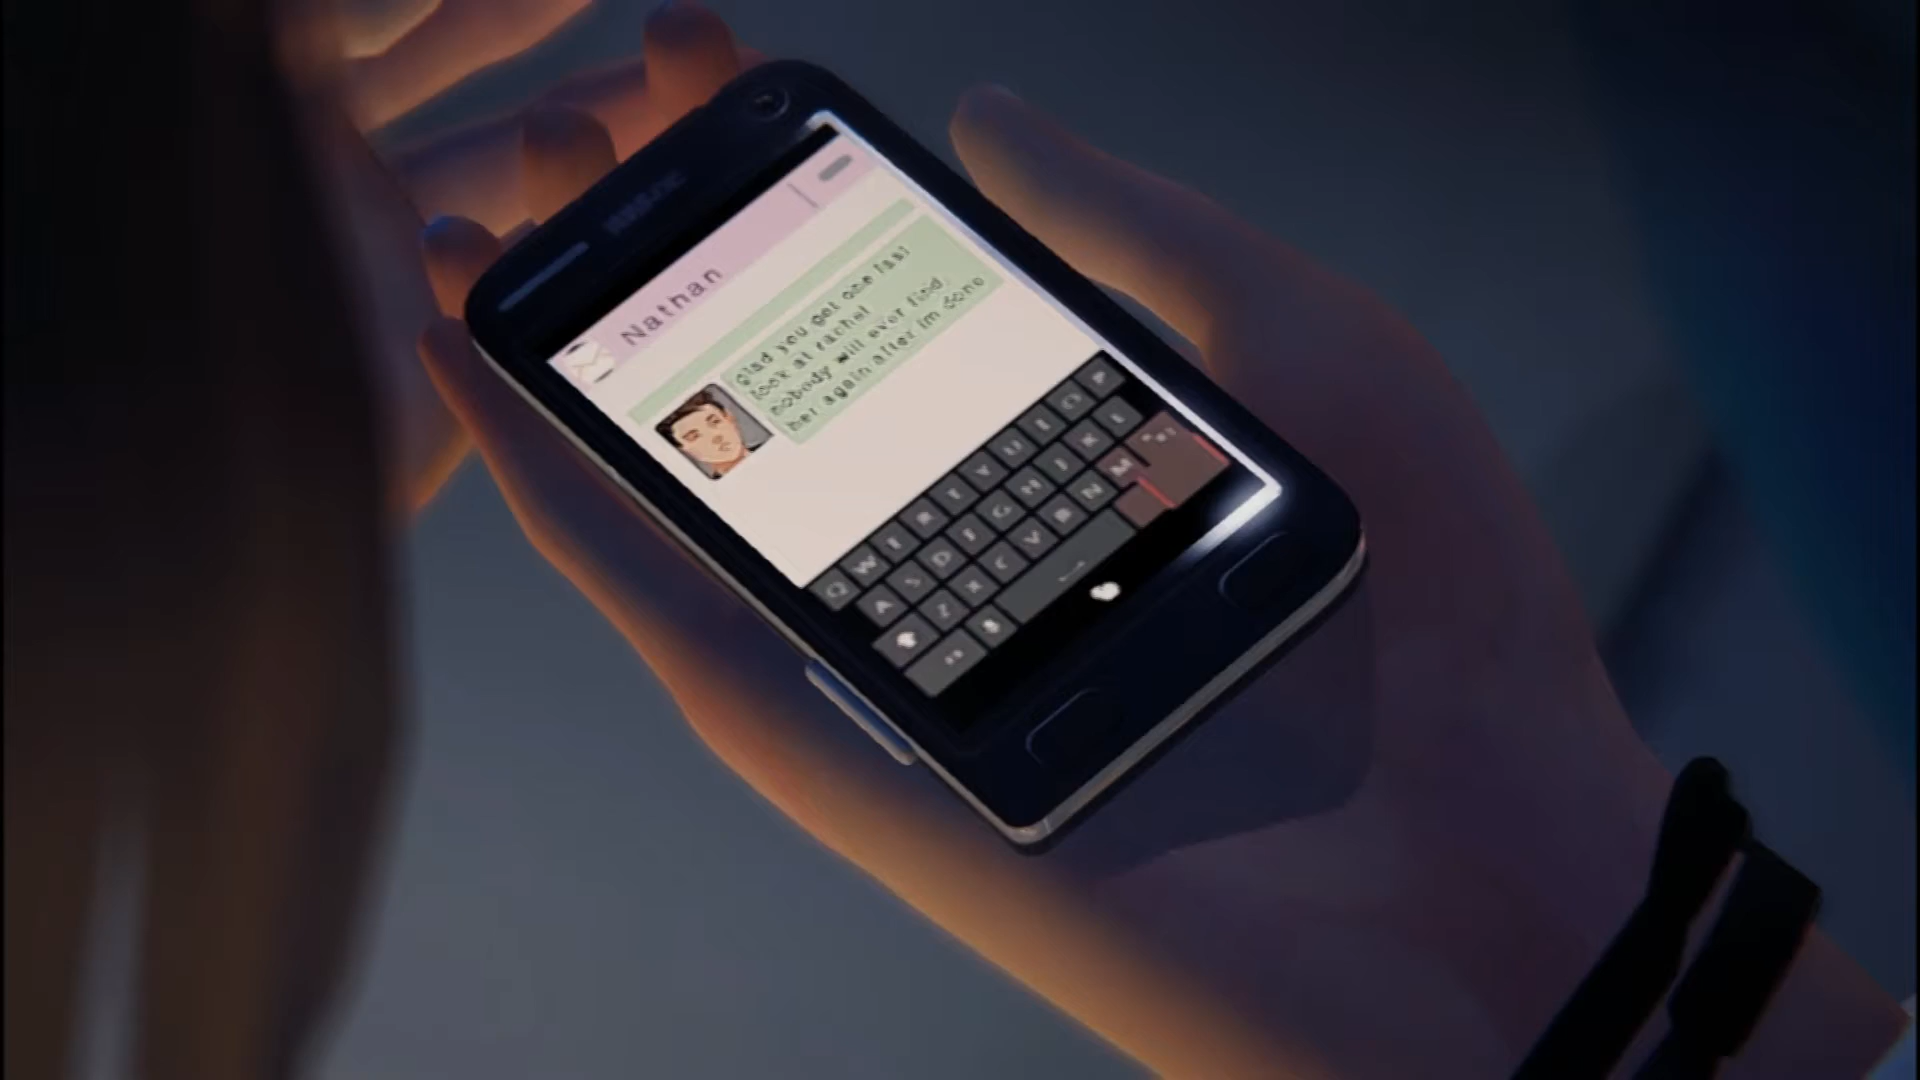 Nathan
glad you got one last
look at rachel
nobody will ever find
her again after im done
Q W E R T Y U I O P
A S D F G H J K L
Z X C V B N M